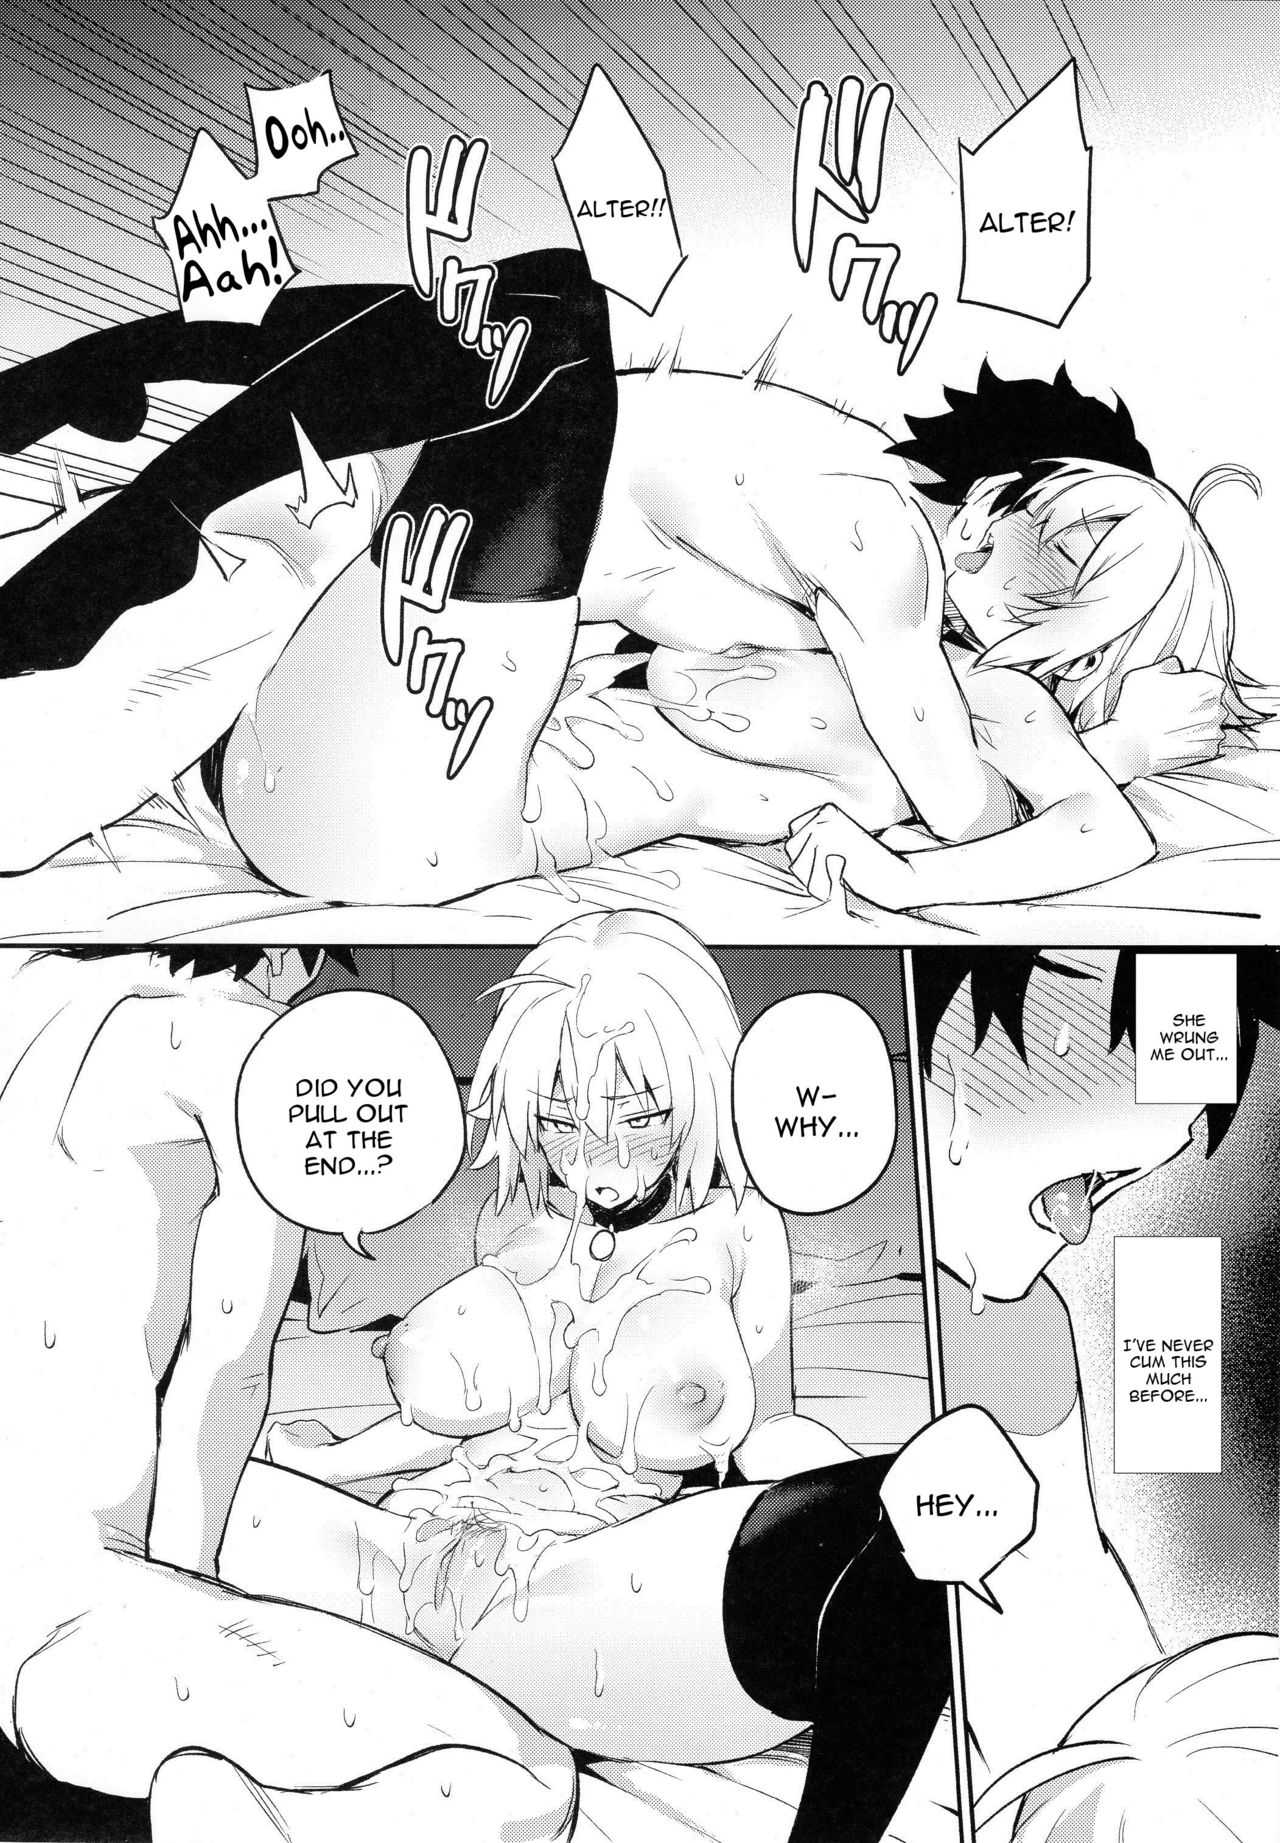 ALTER!
ALTER!!
Ooh..
Ahh...
Aah!
ドクッ
ドクッ
ドクッ
SHE
WRUNG
ME OUT...
I'VE NEVER
CUM THIS
MUCH
BEFORE...
HEY...
W-
WHY...
DID YOU
PULL OUT
AT THE
END...?